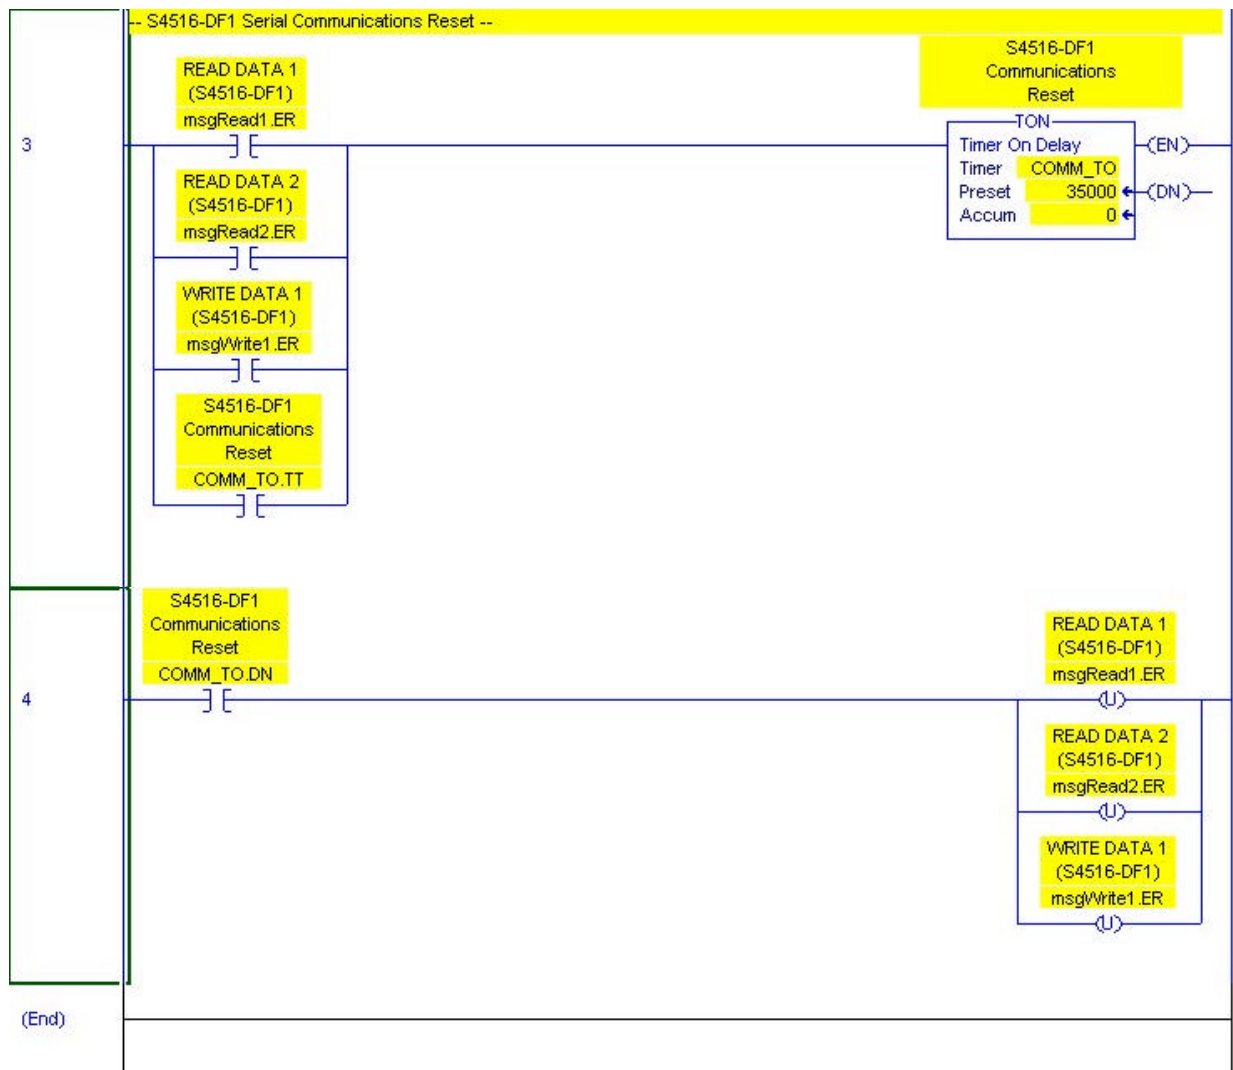 -- S4516-DF1 Serial Communications Reset --
READ DATA 1
(S4516-DF1)
msgRead1.ER
S4516-DF1
Communications
Reset
TON
Timer On Delay
(EN)
Timer COMM_TO
Preset 35000
(DN)
Accum 0
3
READ DATA 2
(S4516-DF1)
msgRead2.ER
WRITE DATA 1
(S4516-DF1)
msgWrite1.ER
S4516-DF1
Communications
Reset
COMM_TO.TT
4
S4516-DF1
Communications
Reset
COMM_TO.DN
READ DATA 1
(S4516-DF1)
msgRead1.ER
(U)
READ DATA 2
(S4516-DF1)
msgRead2.ER
(U)
WRITE DATA 1
(S4516-DF1)
msgWrite1.ER
(U)
(End)